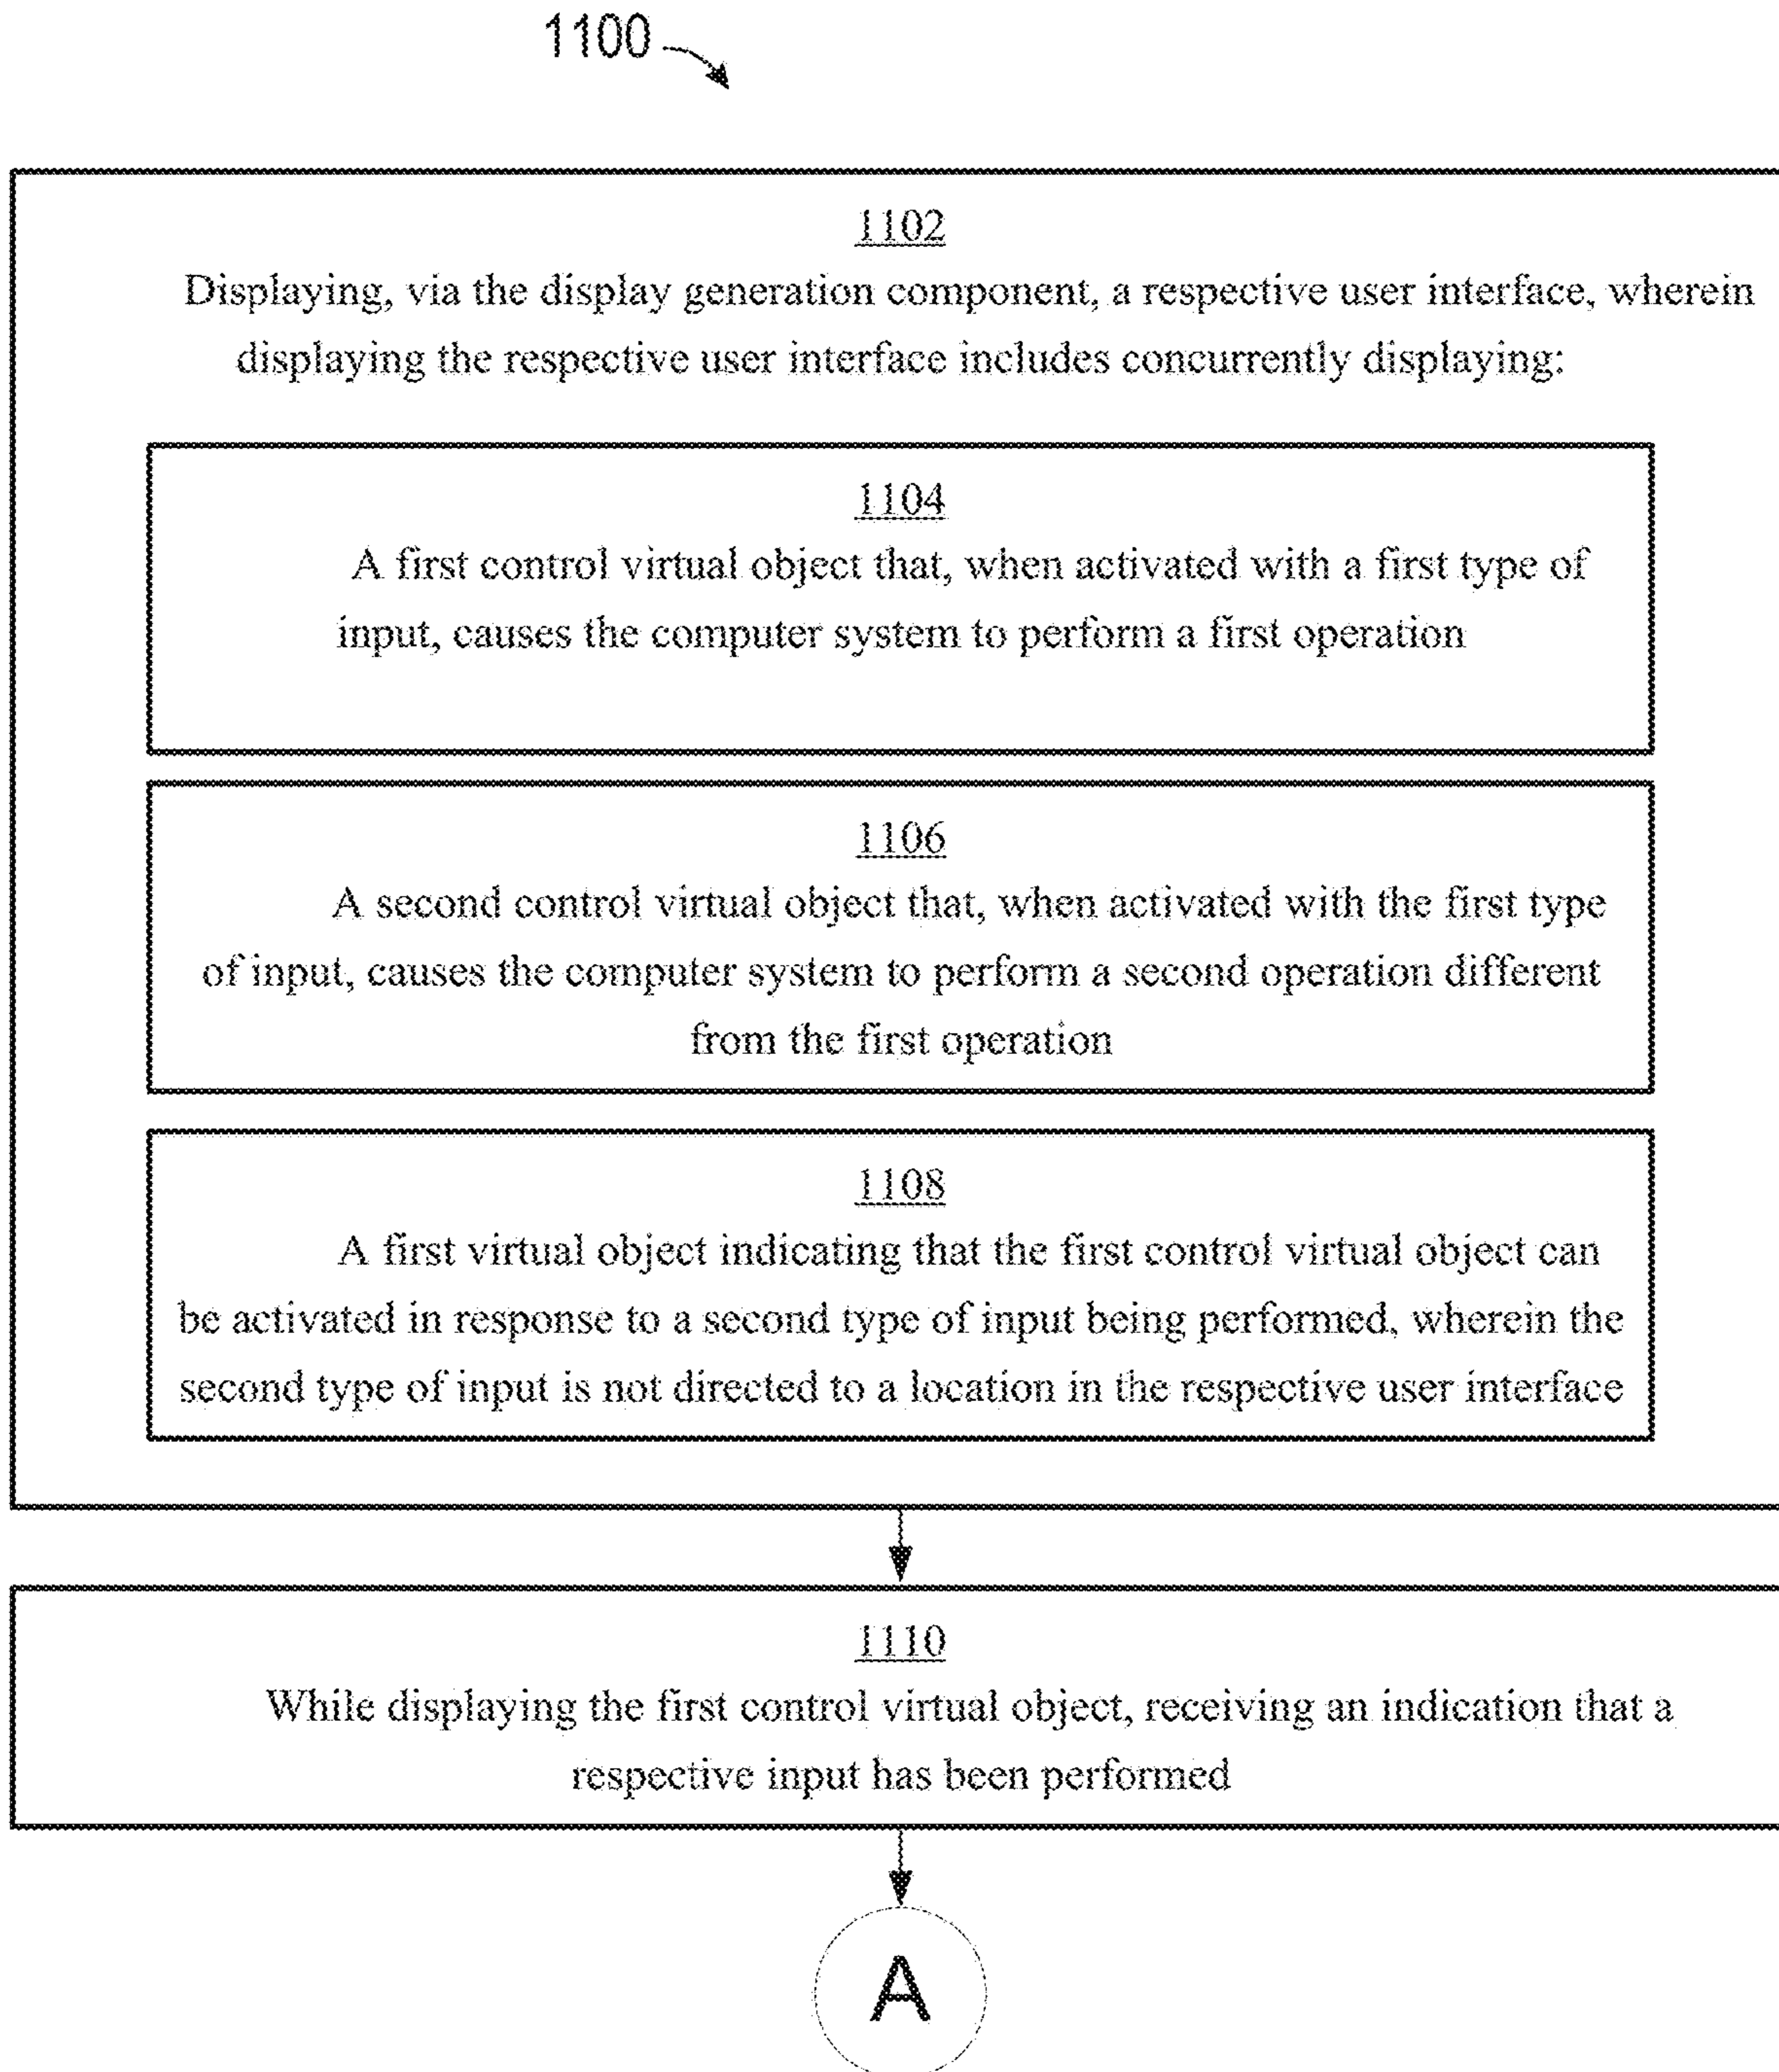 1100
1102
Displaying, via the display generation component, a respective user interface, wherein
displaying the respective user interface includes concurrently displaying:
1104
A first control virtual object that, when activated with a first type of
input, causes the computer system to perform a first operation
1106
A second control virtual object that, when activated with the first type
of input, causes the computer system to perform a second operation different
from the first operation
1108
A first virtual object indicating that the first control virtual object can
be activated in response to a second type of input being performed, wherein the
second type of input is not directed to a location in the respective user interface
1110
While displaying the first control virtual object, receiving an indication that a
respective input has been performed
A